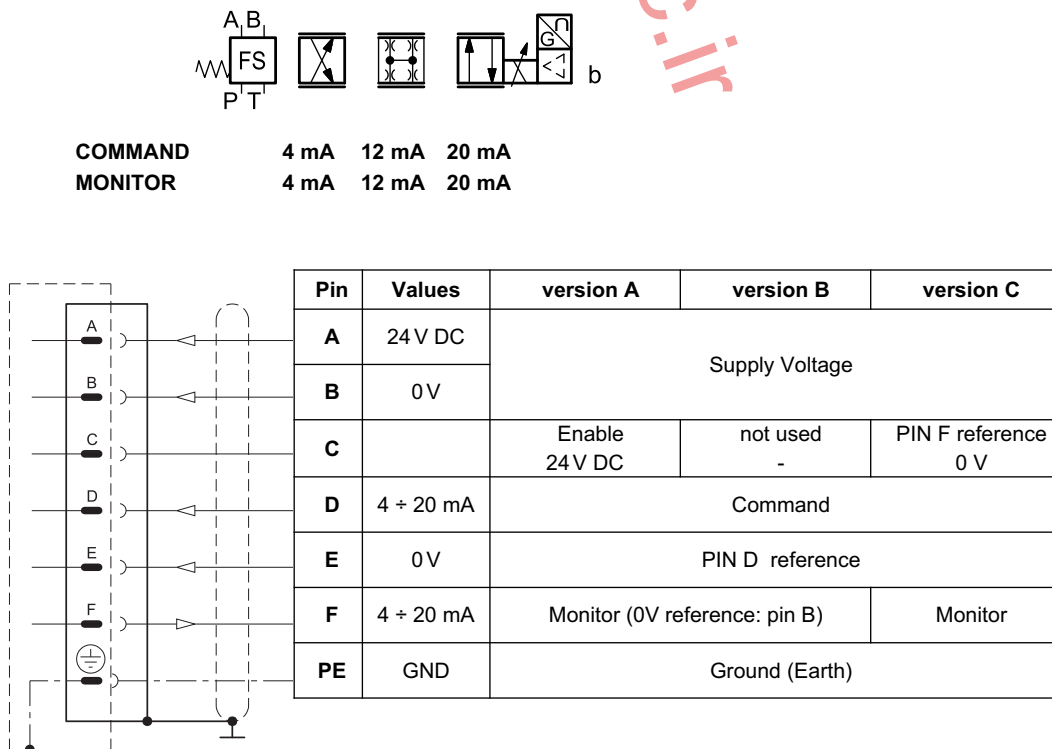 A B
FS
P T
G
b
c.ir
COMMAND 4 mA 12 mA 20 mA
MONITOR 4 mA 12 mA 20 mA
Pin Values version A version B version C
A 24 V DC Supply Voltage
B 0 V
C Enable 24 V DC not used - PIN F reference 0 V
D 4 ÷ 20 mA Command
E 0 V PIN D reference
F 4 ÷ 20 mA Monitor (0V reference: pin B) Monitor
PE GND Ground (Earth)
A
B
C
D
E
F